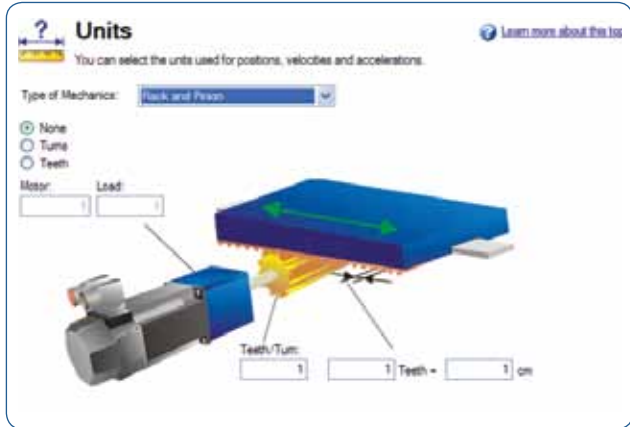 ?
Units
Learn more about this top
You can select the units used for positions, velocities and accelerations.
Type of Mechanics: Rack and Pinion
None
Turns
Teeth
Motor: Load:
1 1
Teeth/Turn:
1 1 Teeth = 1 cm